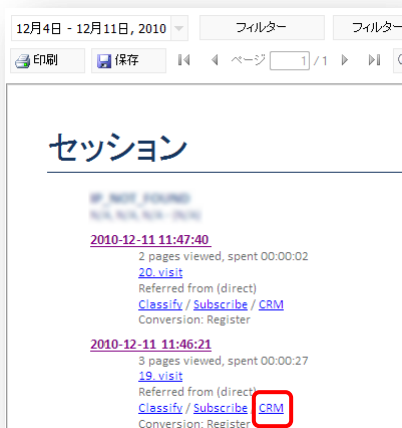 12月4日 - 12月11日, 2010 フィルター フィルター
印刷 保存 ページ 1 / 1
セッション
IP_NOT_FOUND
N/A, N/A, N/A - (N/A)
2010-12-11 11:47:40
2 pages viewed, spent 00:00:02
20. visit
Referred from (direct)
Classify / Subscribe / CRM
Conversion: Register
2010-12-11 11:46:21
3 pages viewed, spent 00:00:27
19. visit
Referred from (direct)
Classify / Subscribe / CRM
Conversion: Register